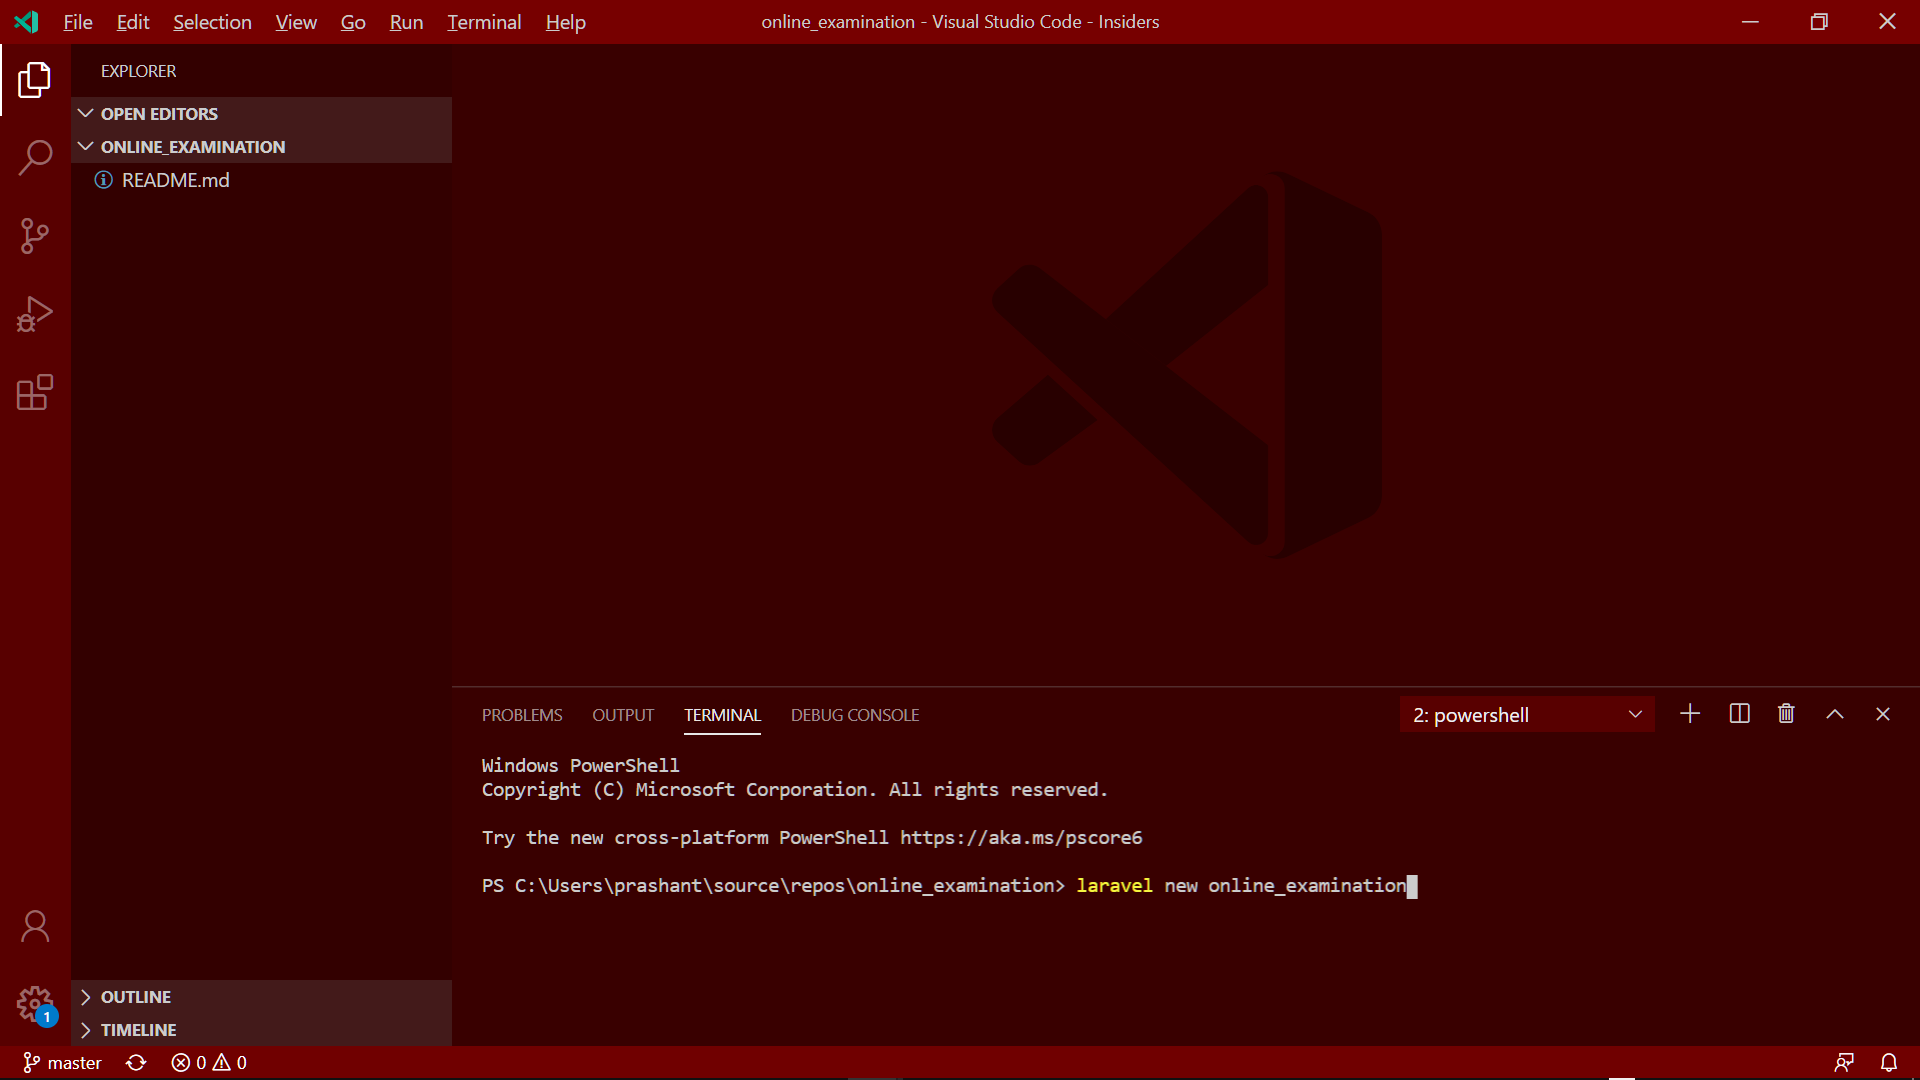 File Edit Selection View Go Run Terminal Help
online_examination - Visual Studio Code - Insiders
EXPLORER
OPEN EDITORS
ONLINE_EXAMINATION
README.md
PROBLEMS OUTPUT TERMINAL DEBUG CONSOLE
2: powershell
Windows PowerShell
Copyright (C) Microsoft Corporation. All rights reserved.
Try the new cross-platform PowerShell https://aka.ms/pscore6
PS C:\Users\prashant\source\repos\online_examination> laravel new online_examination
OUTLINE
1
TIMELINE
master 0 0